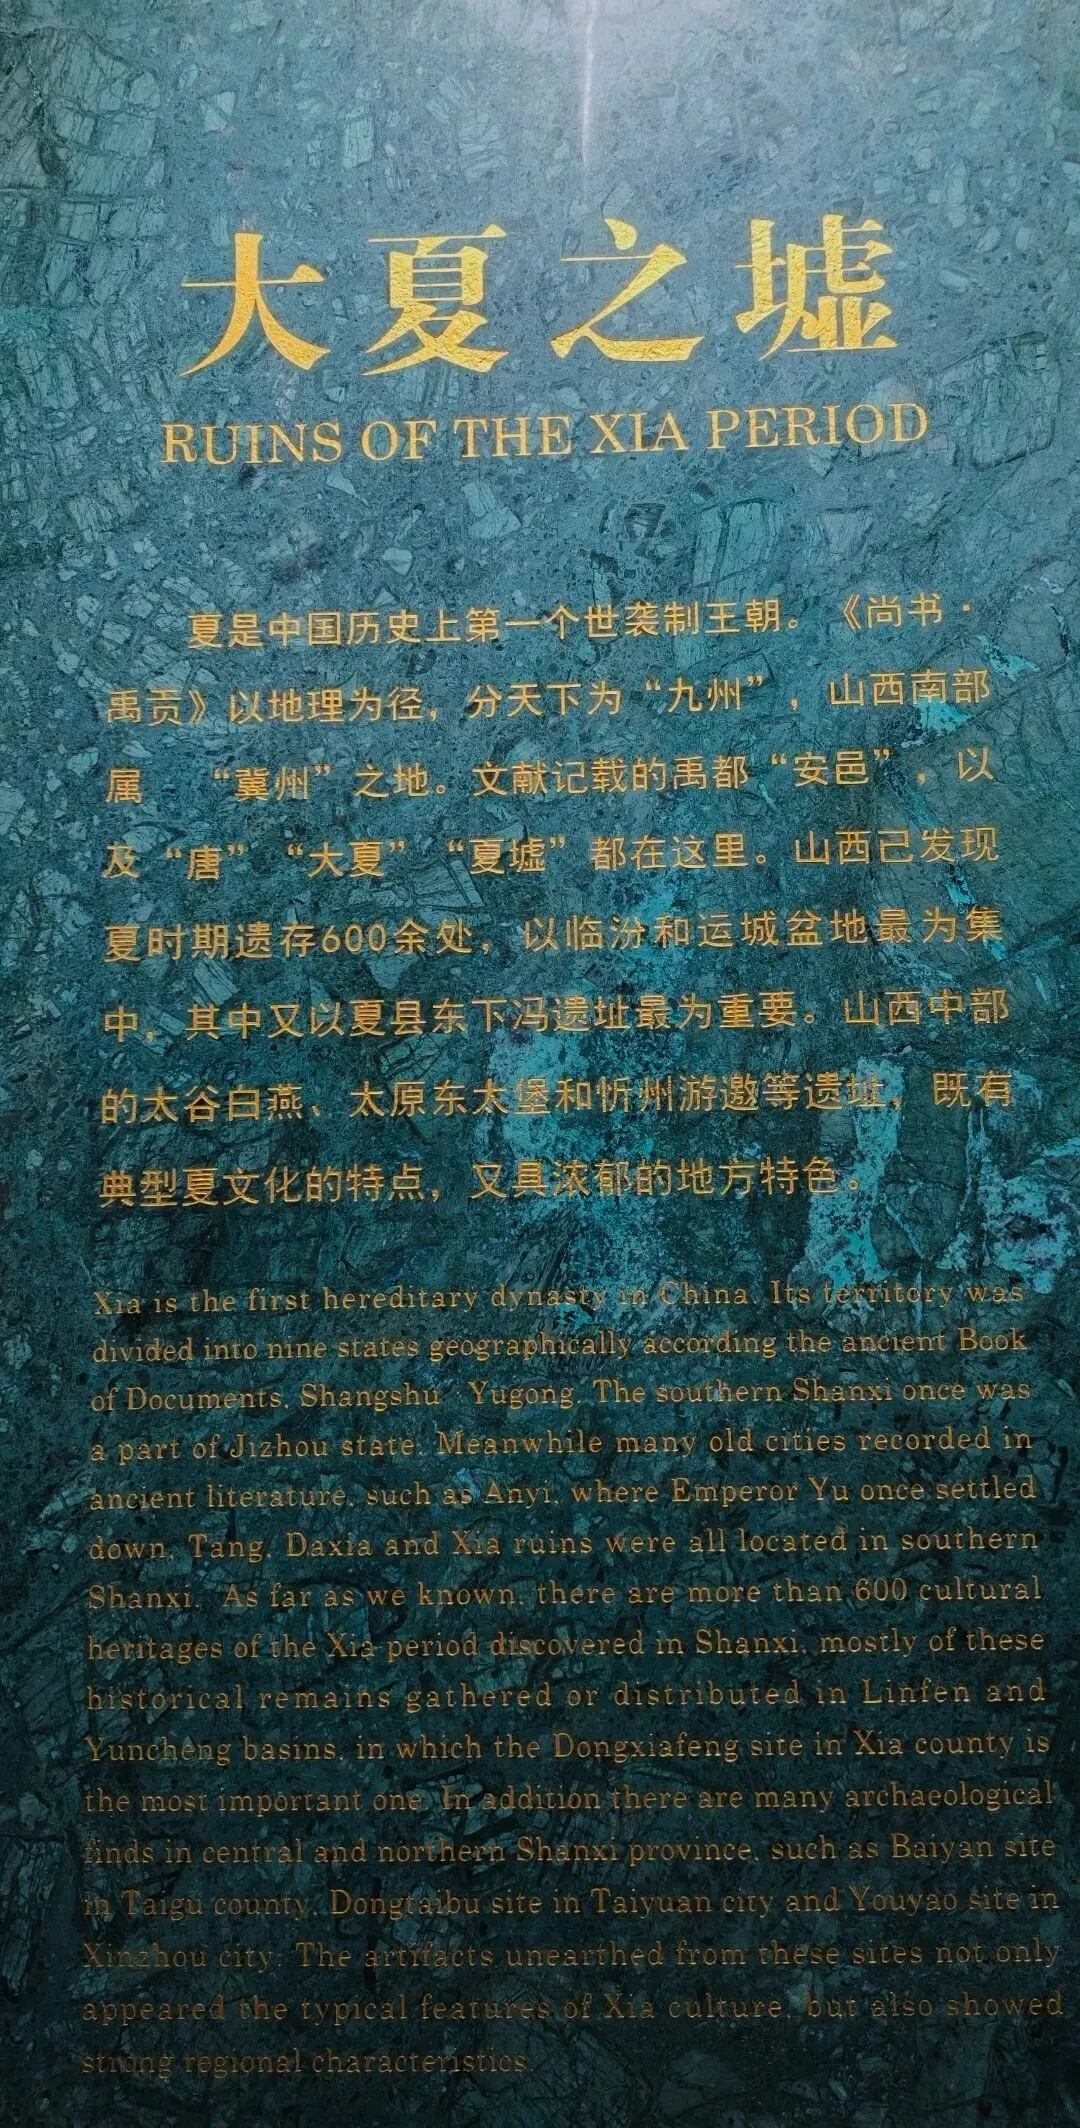 大夏之墟
RUINS OF THE XIA PERIOD
夏是中国历史上第一个世袭制王朝。《尚书·
禹贡》以地理为径，分天下为“九州”，山西南部
属 “冀州”之地。文献记载的禹都“安邑”，以
及“唐” “大夏” “夏墟”都在这里。山西已发现
夏时期遗存600余处，以临汾和运城盆地最为集
中，其中又以夏县东下冯遗址最为重要。山西中部
的太谷白燕、太原东太堡和忻州游邀等遗址，既有
典型夏文化的特点，又具浓郁的地方特色。
Xia is the first hereditary dynasty in China. Its territory was
divided into nine states geographically according the ancient Book
of Documents, Shangshu · Yugong. The southern Shanxi once was
a part of Jizhou state. Meanwhile many old cities recorded in
ancient literature, such as Anyi, where Emperor Yu once settled
down, Tang, Daxia and Xia ruins were all located in southern
Shanxi. As far as we known, there are more than 600 cultural
heritages of the Xia period discovered in Shanxi, mostly of these
historical remains gathered or distributed in Linfen and
Yuncheng basins, in which the Dongxiafeng site in Xia county is
the most important one. In addition there are many archaeological
finds in central and northern Shanxi province, such as Baiyan site
in Taigu county, Dongtaibu site in Taiyuan city and Youyao site in
Xinzhou city. The artifacts unearthed from these sites not only
appeared the typical features of Xia culture, but also showed
strong regional characteristics.